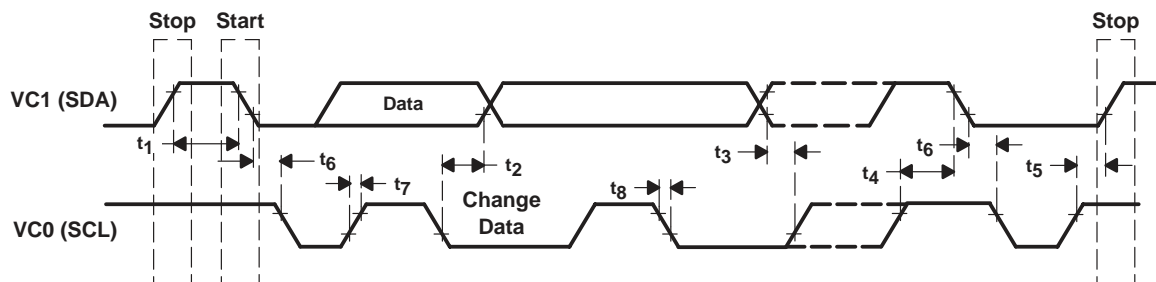 Stop Start Stop
VC1 (SDA)
Data
t1 t6 t7 t2 t3 t4 t6 t5
t8
Change
Data
VC0 (SCL)